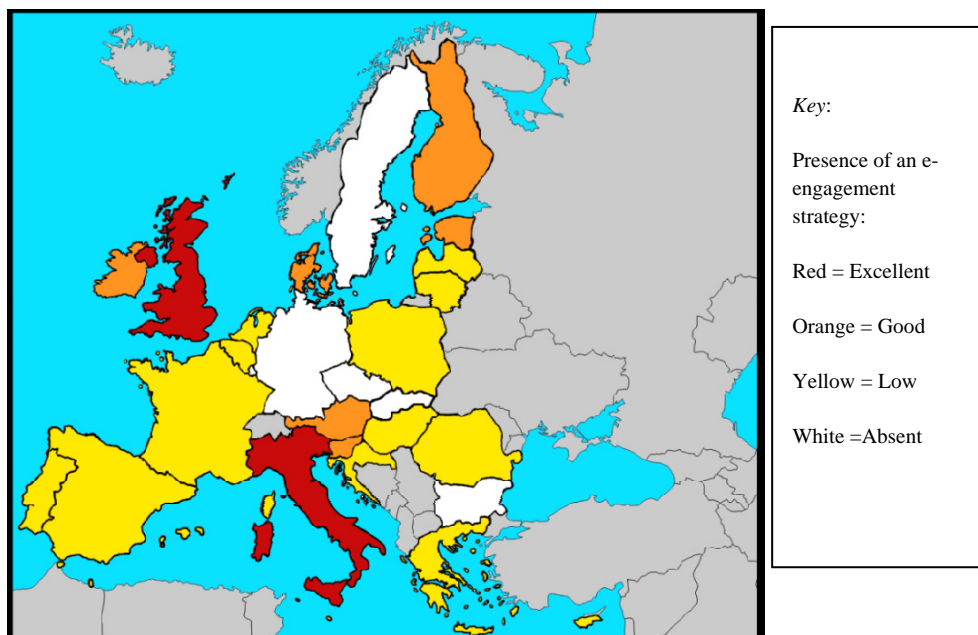 Key:
Presence of an e-
engagement
strategy:
Red = Excellent
Orange = Good
Yellow = Low
White =Absent